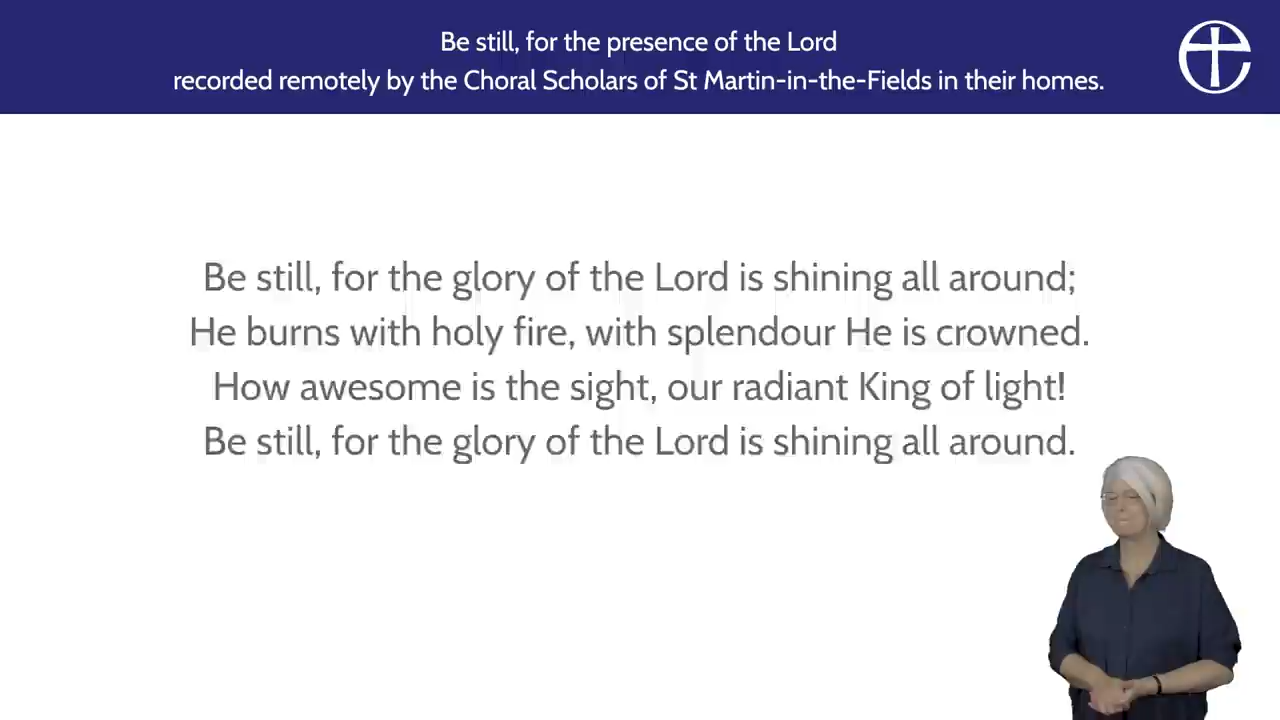 Be still, for the presence of the Lord
recorded remotely by the Choral Scholars of St Martin-in-the-Fields in their homes.
Be still, for the glory of the Lord is shining all around;
He burns with holy fire, with splendour He is crowned.
How awesome is the sight, our radiant King of light!
Be still, for the glory of the Lord is shining all around.